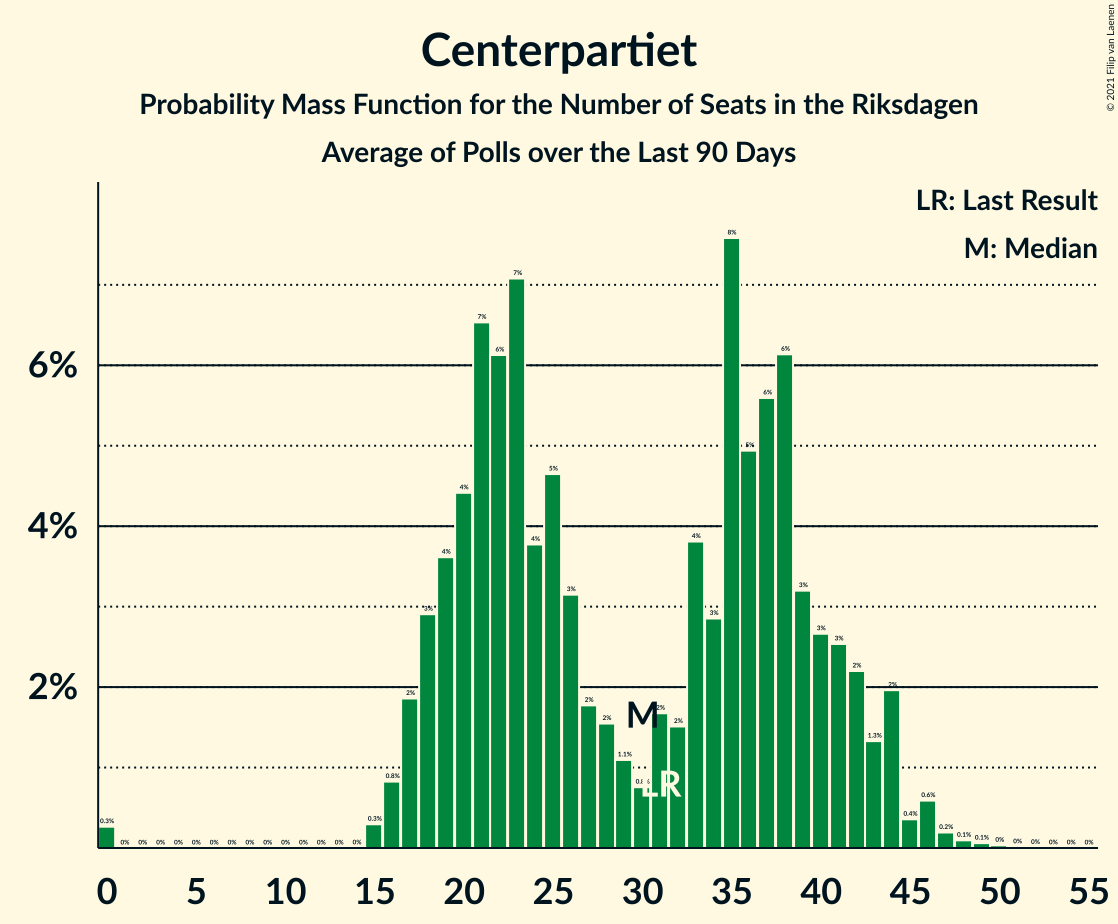 Centerpartiet
Probability Mass Function for the Number of Seats in the Riksdagen
Average of Polls over the Last 90 Days
© 2021 Filip van Laenen
LR: Last Result
M: Median
6%
4%
2%
0.3% 0% 0% 0% 0% 0% 0% 0% 0% 0% 0% 0% 0% 0% 0% 0.3% 0.8% 2% 3% 4% 4% 7% 6% 7% 4% 5% 3% 2% 2% 1.1% 0.8% 2% 2% 4% 3% 8% 5% 6% 6% 3% 3% 3% 2% 1.3% 2% 0.4% 0.6% 0.2% 0.1% 0.1% 0% 0% 0% 0% 0% 0%
M
LR
0 5 10 15 20 25 30 35 40 45 50 55